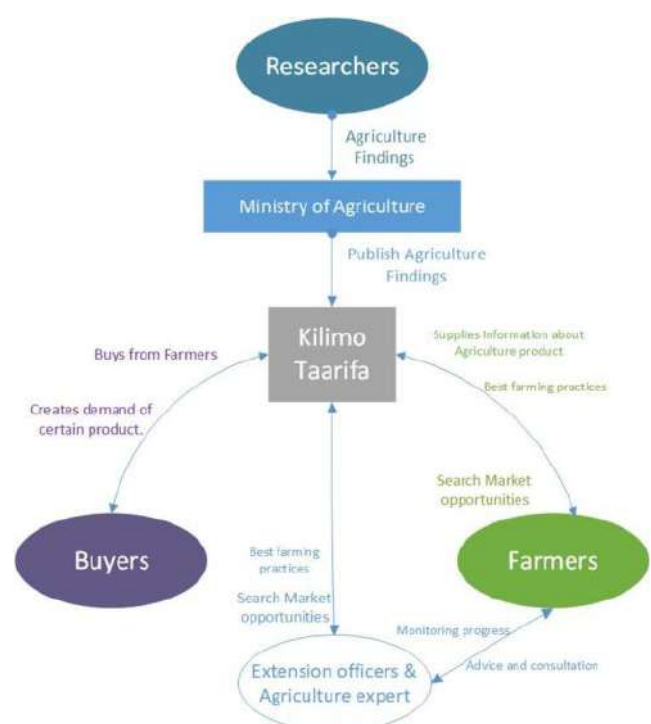 Researchers
Agriculture
Findings
Ministry of Agriculture
Publish Agriculture
Findings
Kilimo
Taarifa
Buys from Farmers
Creates demand of
certain product.
Supplies Information about
Agriculture product
Best farming practices
Search Market
opportunities
Buyers
Farmers
Best farming
practices
Search Market
opportunities
Monitoring progress
Advice and consultation
Extension officers &
Agriculture expert